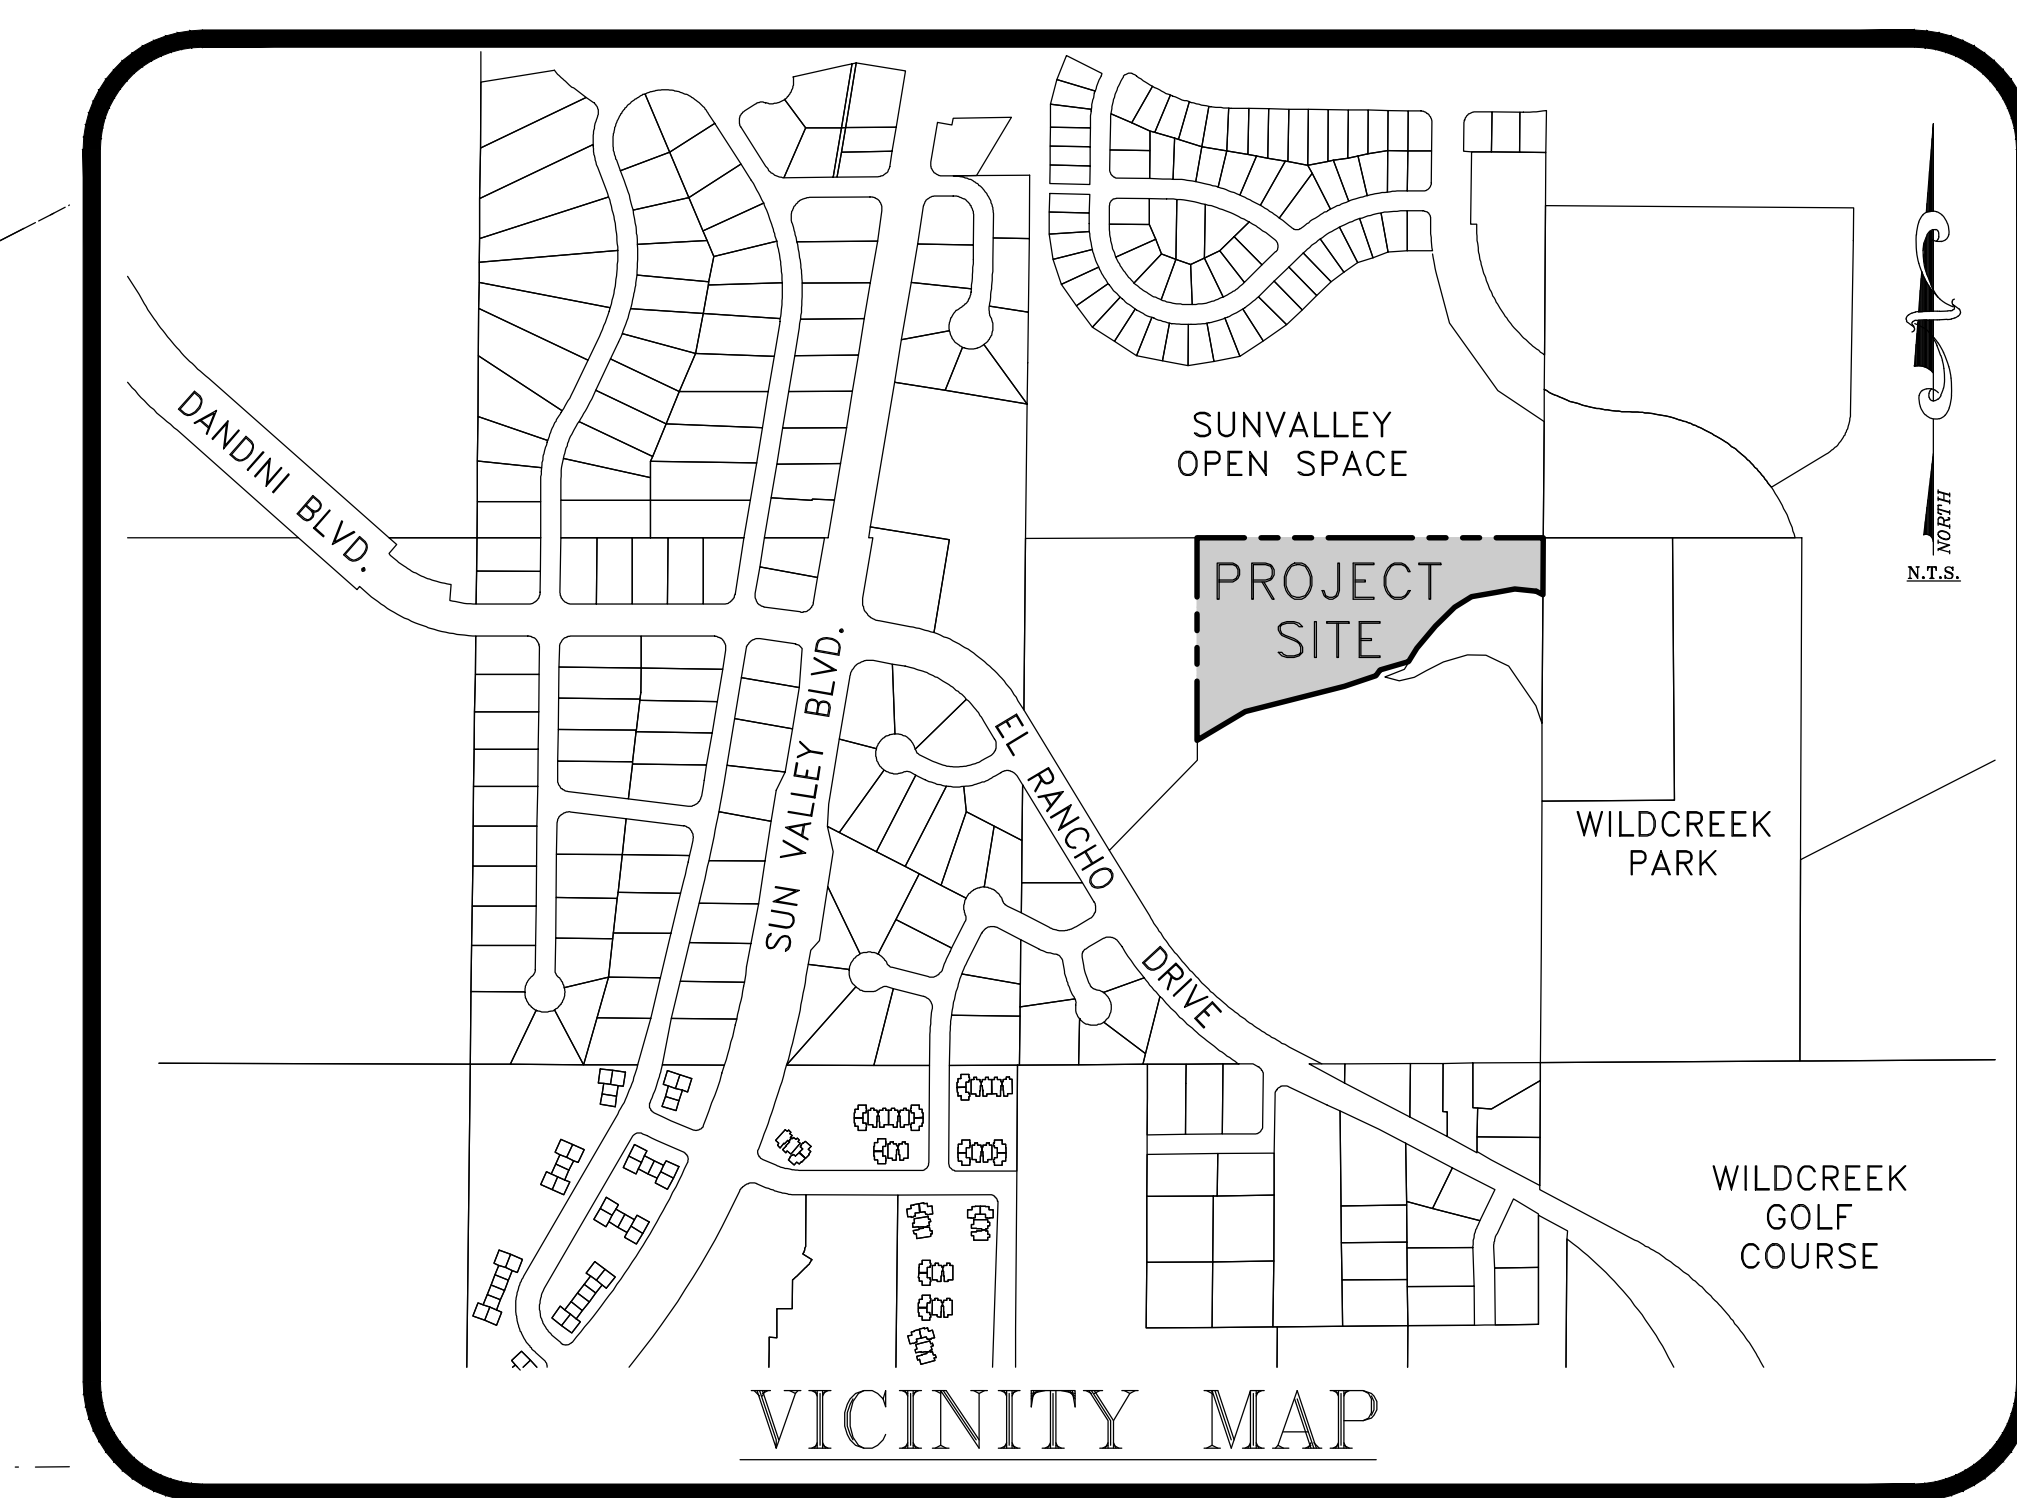 DANDINI BLVD.
SUNVALLEY
OPEN SPACE
NORTH
N.T.S.
PROJECT
SITE
SUN VALLEY BLVD.
EL RANCHO DRIVE
WILDCREEK
PARK
WILDCREEK
GOLF
COURSE
VICINITY MAP